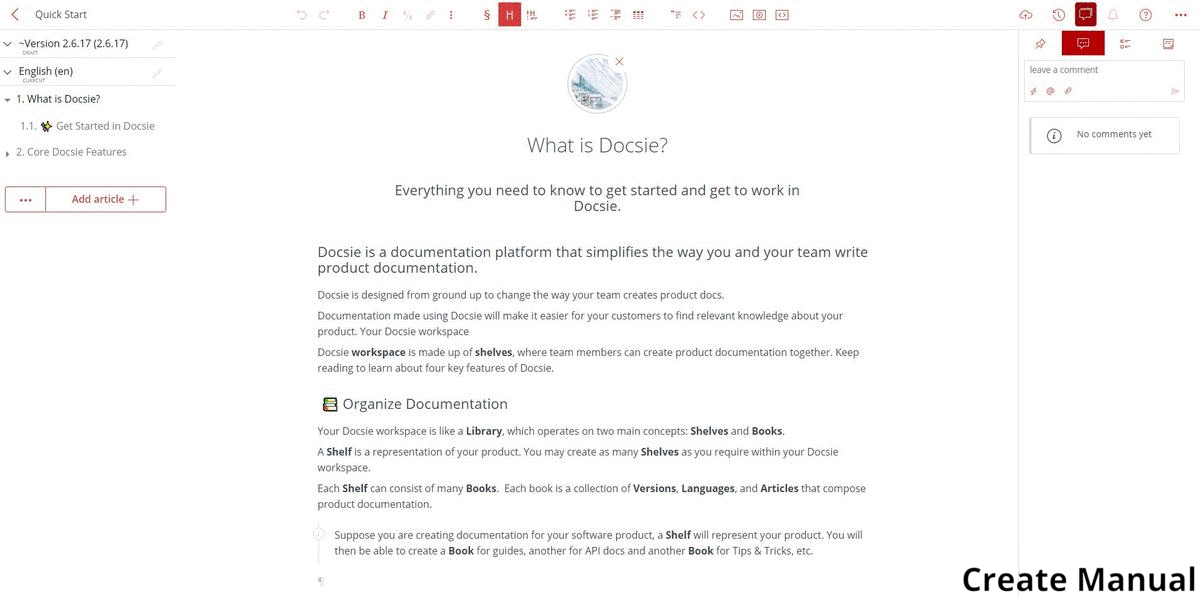 Quick Start
B I § H
~Version 2.6.17 (2.6.17)
DRAFT
English (en)
CURRENT
1. What is Docsie?
1.1. Get Started in Docsie
2. Core Docsie Features
Add article
What is Docsie?
Everything you need to know to get started and get to work in
Docsie.
Docsie is a documentation platform that simplifies the way you and your team write
product documentation.
Docsie is designed from ground up to change the way your team creates product docs.
Documentation made using Docsie will make it easier for your customers to find relevant knowledge about your
product. Your Docsie workspace
Docsie workspace is made up of shelves, where team members can create product documentation together. Keep
reading to learn about four key features of Docsie.
Organize Documentation
Your Docsie workspace is like a Library, which operates on two main concepts: Shelves and Books.
A Shelf is a representation of your product. You may create as many Shelves as you require within your Docsie
workspace.
Each Shelf can consist of many Books. Each book is a collection of Versions, Languages, and Articles that compose
product documentation.
Suppose you are creating documentation for your software product, a Shelf will represent your product. You will
then be able to create a Book for guides, another for API docs and another Book for Tips & Tricks, etc.
¶
leave a comment
No comments yet
Create Manual